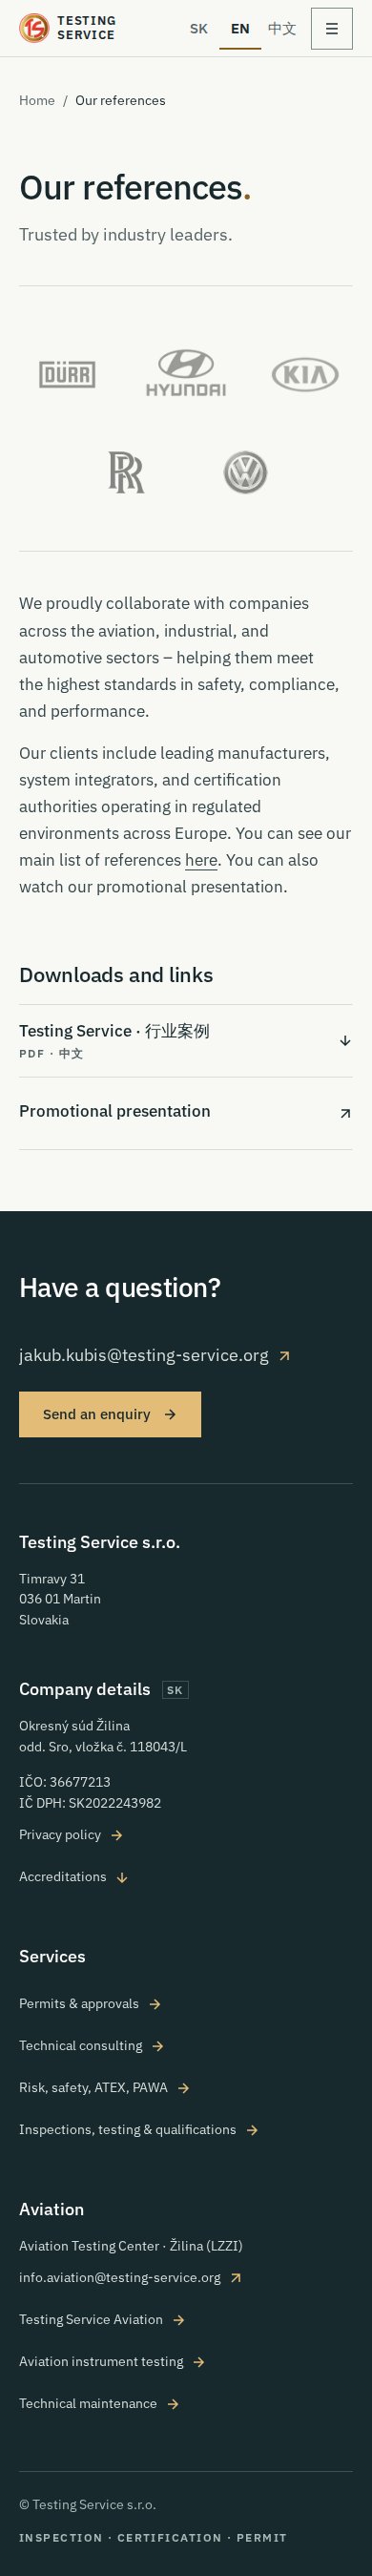 TESTING
SERVICE
SK
EN
中文
Home / Our references
Our references.
Trusted by industry leaders.
DÜRR
HYUNDAI
KIA
RR
VW
We proudly collaborate with companies
across the aviation, industrial, and
automotive sectors – helping them meet
the highest standards in safety, compliance,
and performance.
Our clients include leading manufacturers,
system integrators, and certification
authorities operating in regulated
environments across Europe. You can see our
main list of references here. You can also
watch our promotional presentation.
Downloads and links
Testing Service · 行业案例
PDF · 中文
Promotional presentation
Have a question?
jakub.kubis@testing-service.org
Send an enquiry
Testing Service s.r.o.
Timravy 31
036 01 Martin
Slovakia
Company details SK
Okresný súd Žilina
odd. Sro, vložka č. 118043/L
IČO: 36677213
IČ DPH: SK2022243982
Privacy policy
Accreditations
Services
Permits & approvals
Technical consulting
Risk, safety, ATEX, PAWA
Inspections, testing & qualifications
Aviation
Aviation Testing Center · Žilina (LZZI)
info.aviation@testing-service.org
Testing Service Aviation
Aviation instrument testing
Technical maintenance
© Testing Service s.r.o.
INSPECTION · CERTIFICATION · PERMIT